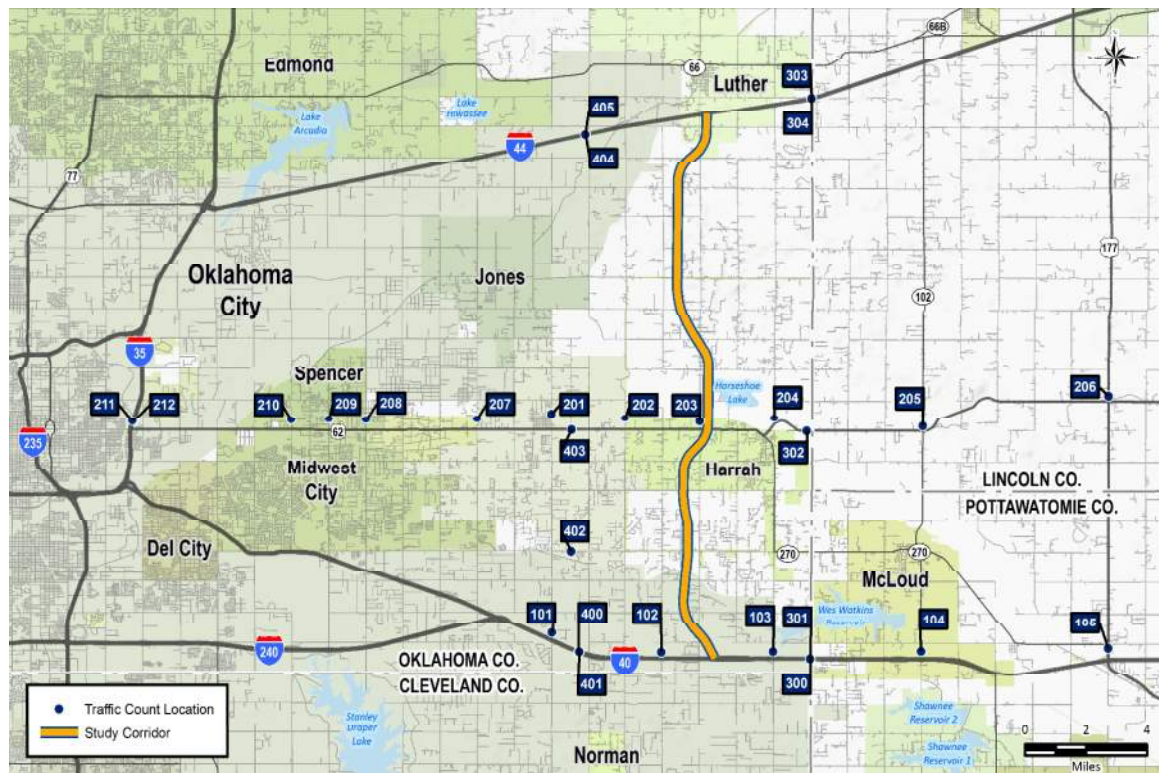 66B
Edmond
66
Luther
303
Lake
Arcadia
Lake
405
304
44
404
77
177
Oklahoma
City
Jones
102
35
Spencer
Horseshoe
Lake
206
211
212
210
209
208
207
201
202
203
204
205
235
62
403
302
Midwest
City
Harrah
LINCOLN CO.
POTTAWATOMIE CO.
402
Del City
270
270
McLoud
101
400
102
103
301
Wes Watkins
Reservoir
104
240
OKLAHOMA CO.
CLEVELAND CO.
401
40
300
Traffic Count Location
Study Corridor
Stanley
Draper
Lake
Norman
Shawnee
Reservoir 2
Shawnee
Reservoir 1
0 2 4
Miles